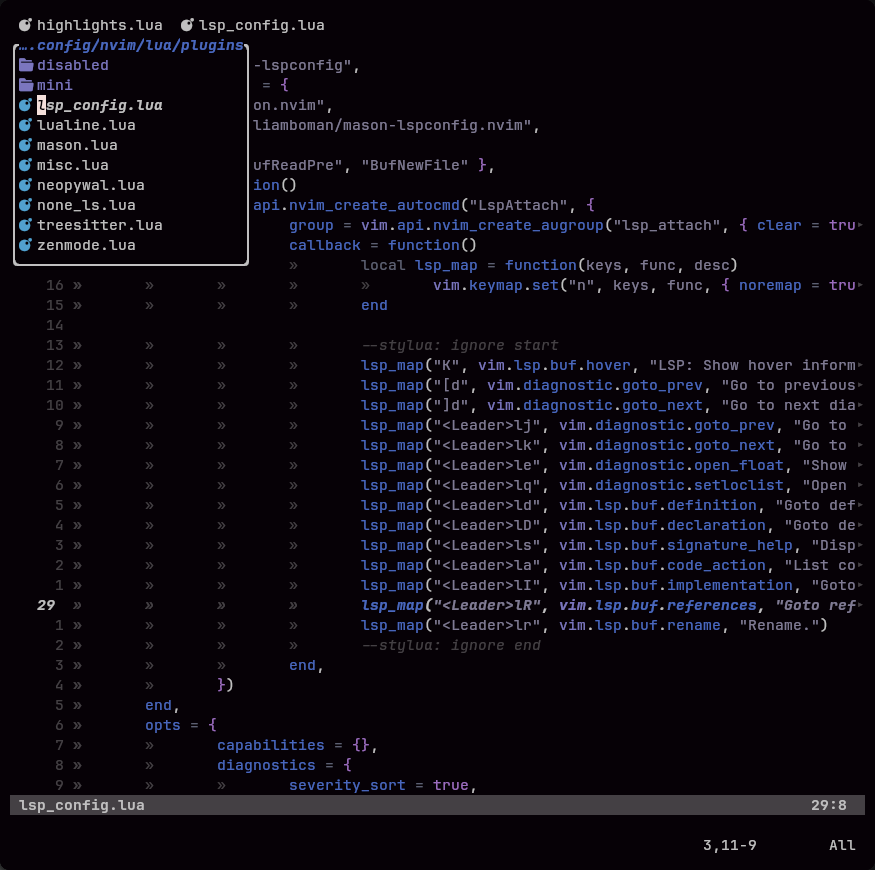 highlights.lua lsp_config.lua
….config/nvim/lua/plugins
disabled
mini
lsp_config.lua
lualine.lua
mason.lua
misc.lua
neopywal.lua
none_ls.lua
treesitter.lua
zenmode.lua
-lspconfig",
= {
on.nvim",
liamboman/mason-lspconfig.nvim",
ufReadPre", "BufNewFile" },
ion()
api.nvim_create_autocmd("LspAttach", {
group = vim.api.nvim_create_augroup("lsp_attach", { clear = tru▸
callback = function()
» local lsp_map = function(keys, func, desc)
16 » » » » » vim.keymap.set("n", keys, func, { noremap = tru▸
15 » » » » end
14
13 » » » » --stylua: ignore start
12 » » » » lsp_map("K", vim.lsp.buf.hover, "LSP: Show hover inform▸
11 » » » » lsp_map("[d", vim.diagnostic.goto_prev, "Go to previous▸
10 » » » » lsp_map("]d", vim.diagnostic.goto_next, "Go to next dia▸
9 » » » » lsp_map("<Leader>lj", vim.diagnostic.goto_prev, "Go to ▸
8 » » » » lsp_map("<Leader>lk", vim.diagnostic.goto_next, "Go to ▸
7 » » » » lsp_map("<Leader>le", vim.diagnostic.open_float, "Show ▸
6 » » » » lsp_map("<Leader>lq", vim.diagnostic.setloclist, "Open ▸
5 » » » » lsp_map("<Leader>ld", vim.lsp.buf.definition, "Goto def▸
4 » » » » lsp_map("<Leader>lD", vim.lsp.buf.declaration, "Goto de▸
3 » » » » lsp_map("<Leader>ls", vim.lsp.buf.signature_help, "Disp▸
2 » » » » lsp_map("<Leader>la", vim.lsp.buf.code_action, "List co▸
1 » » » » lsp_map("<Leader>lI", vim.lsp.buf.implementation, "Goto▸
29 » » » » lsp_map("<Leader>lR", vim.lsp.buf.references, "Goto ref▸
1 » » » » lsp_map("<Leader>lr", vim.lsp.buf.rename, "Rename.")
2 » » » » --stylua: ignore end
3 » » » end,
4 » » })
5 » end,
6 » opts = {
7 » » capabilities = {},
8 » » diagnostics = {
9 » » » severity_sort = true,
lsp_config.lua 29:8
3,11-9 All